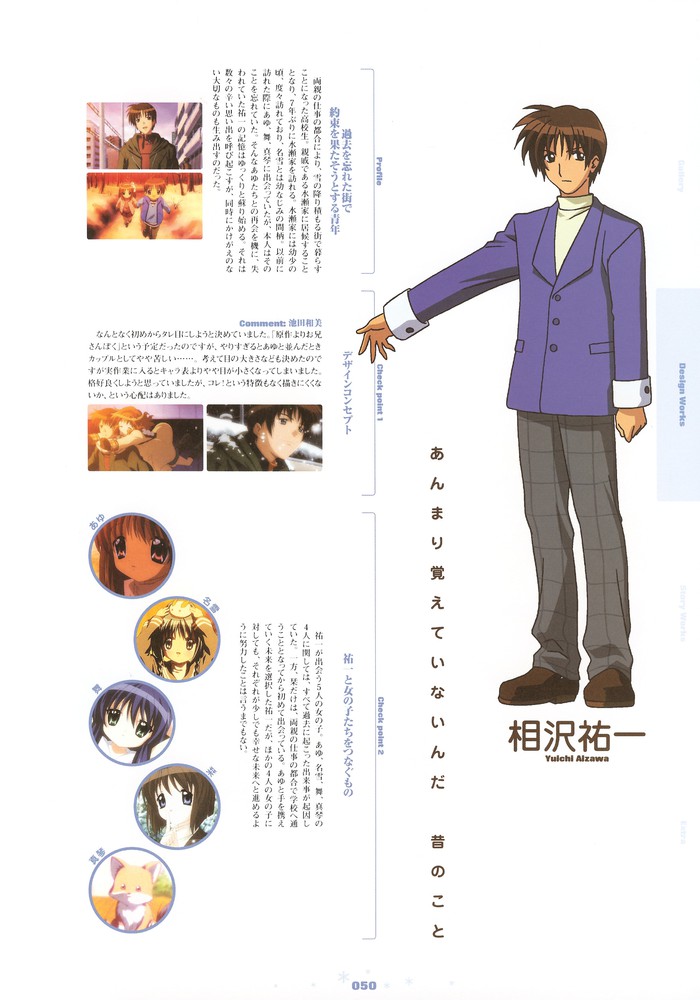 Gallery
Design Works
Story Works
Extra
相沢祐一
Yuichi Aizawa
あんまり覚えていないんだ　昔のこと
Profile
過去を忘れた街で
約束を果たそうとする青年
両親の仕事の都合により、雪の降り積もる街で暮らす
ことになった高校生。親戚である水瀬家に居候すること
となり、7年ぶりに水瀬家を訪れる。水瀬家には幼少の
頃、度々訪れており、名雪とは幼なじみの間柄。以前に
訪れた際にあゆ、舞、真琴に出会っていたが、本人はその
ことを忘れていた。そんなあゆたちとの再会を機に、失
われていた祐一の記憶はゆっくりと蘇り始める。それは
数々の辛い思い出を呼び起こすが、同時にかけがえのな
い大切なものも生み出すのだった。
Check point 1
デザインコンセプト
Comment: 池田和美
なんとなく初めからタレ目にしようと決めていました。「原作よりお兄
さんぽく」という予定だったのですが、やりすぎるとあゆと並んだとき
カップルとしてやや苦しい……。考えて目の大きさなども決めたので
すが実作業に入るとキャラ表よりやや目が小さくなってしまいました。
格好良くしようと思っていましたが、コレ!という特徴もなく描きにくくな
いか、という心配はありました。
Check point 2
祐一と女の子たちをつなぐもの
祐一が出会う5人の女の子。あゆ、名雪、舞、真琴の
4人に関しては、すべて過去に起こった出来事が起因し
ていた。一方、栞だけは、両親の仕事の都合で学校へ通
うこととなってから初めて出会っている。あゆと手を携え
ていく未来を選択した祐一だが、ほかの4人の女の子に
対しても、それぞれが少しでも幸せな未来へと進めるよ
うに努力したことは言うまでもない。
あゆ
名雪
舞
栞
真琴
050